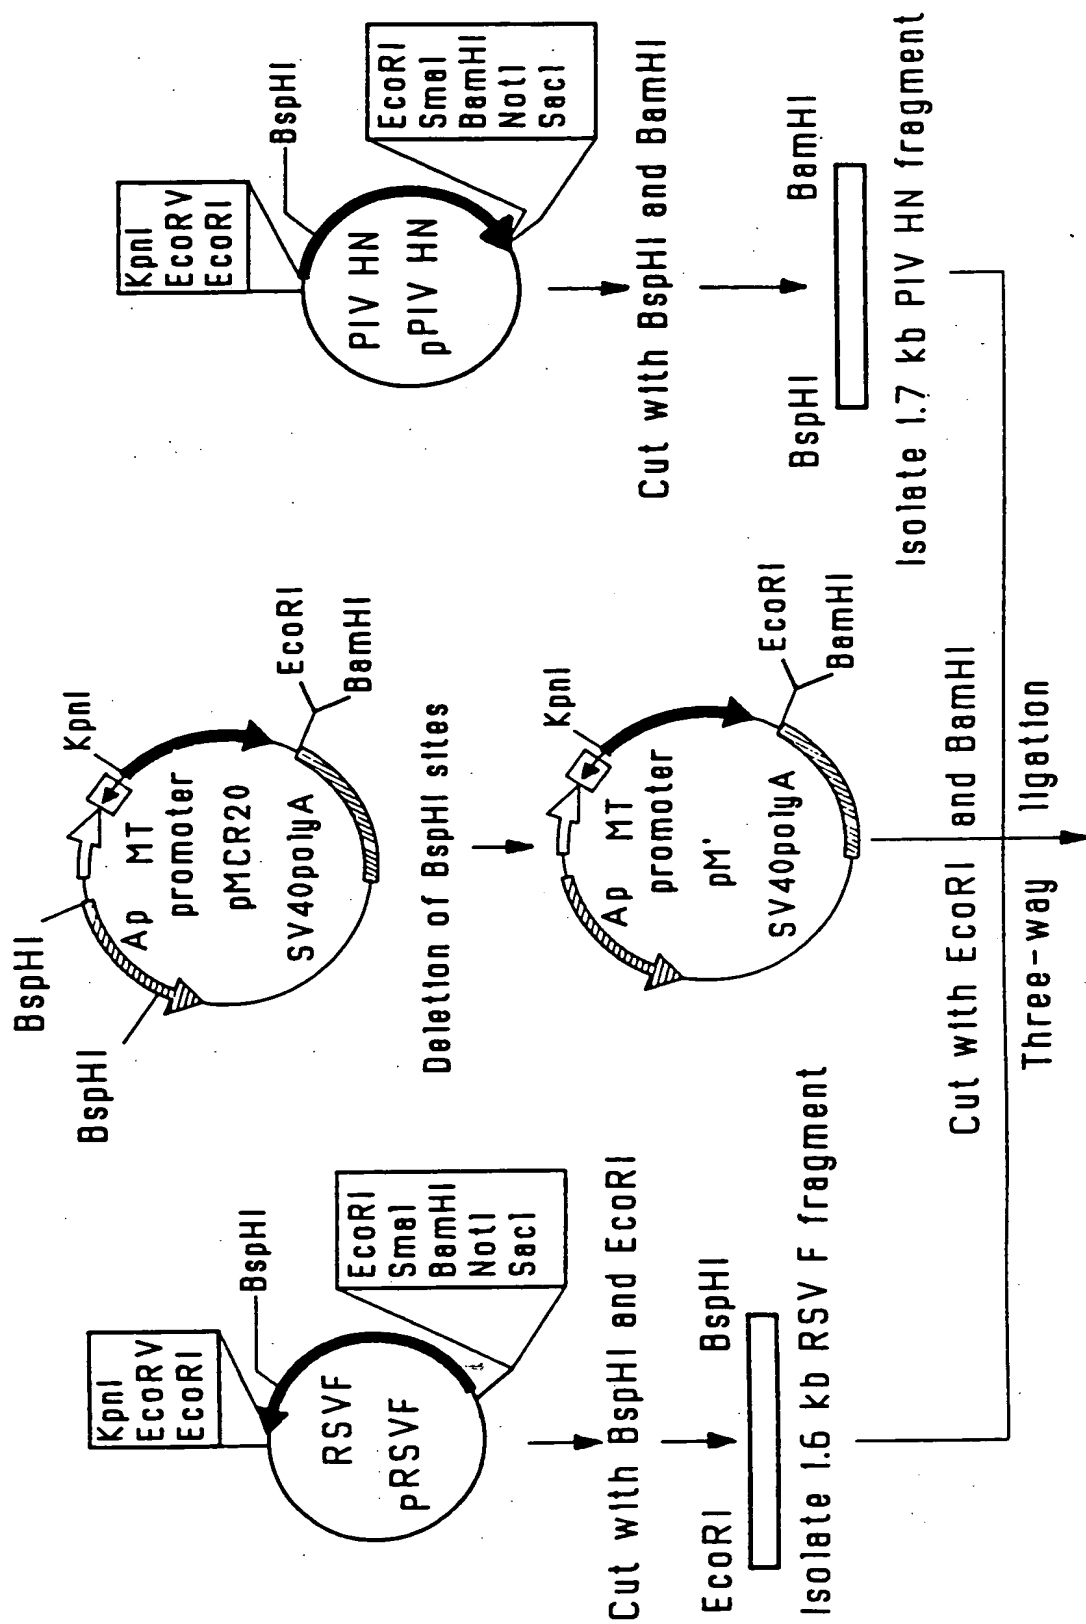 KpnI
EcoRV
EcoRI
BspHI
RSVF
pRSVF
EcoRI
SmaI
BamHI
NotI
SacI
Cut with BspHI and EcoRI
EcoRI
BspHI
Isolate 1.6 kb RSV F fragment
BspHI
BspHI
KpnI
Ap MT
promoter
pMCR20
SV40polyA
EcoRI
BamHI
Deletion of BspHI sites
KpnI
Ap MT
promoter
pM'
SV40polyA
EcoRI
BamHI
Cut with EcoRI and BamHI
KpnI
EcoRV
EcoRI
BspHI
PIV HN
pPIV HN
EcoRI
SmaI
BamHI
NotI
SacI
Cut with BspHI and BamHI
BspHI
BamHI
Isolate 1.7 kb PIV HN fragment
Three-way ligation